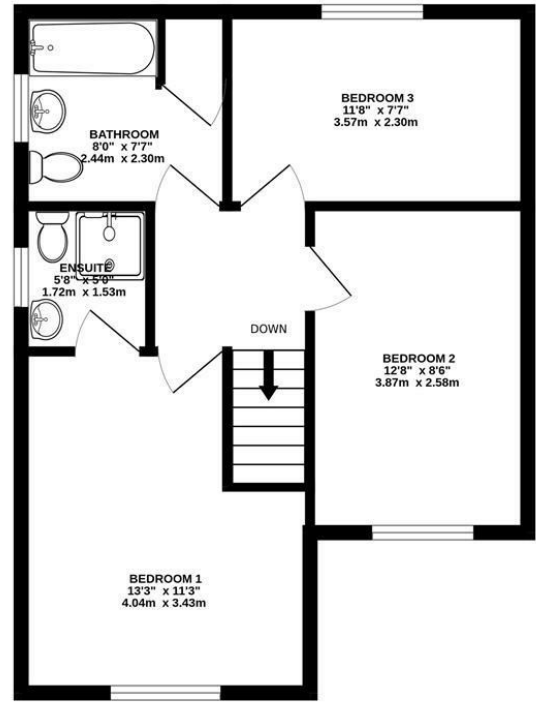 BEDROOM 3
11'8" x 7'7"
3.57m x 2.30m
BATHROOM
8'0" x 7'7"
2.44m x 2.30m
ENSUITE
5'8" x 5'0"
1.72m x 1.53m
DOWN
BEDROOM 2
12'8" x 8'6"
3.87m x 2.58m
BEDROOM 1
13'3" x 11'3"
4.04m x 3.43m